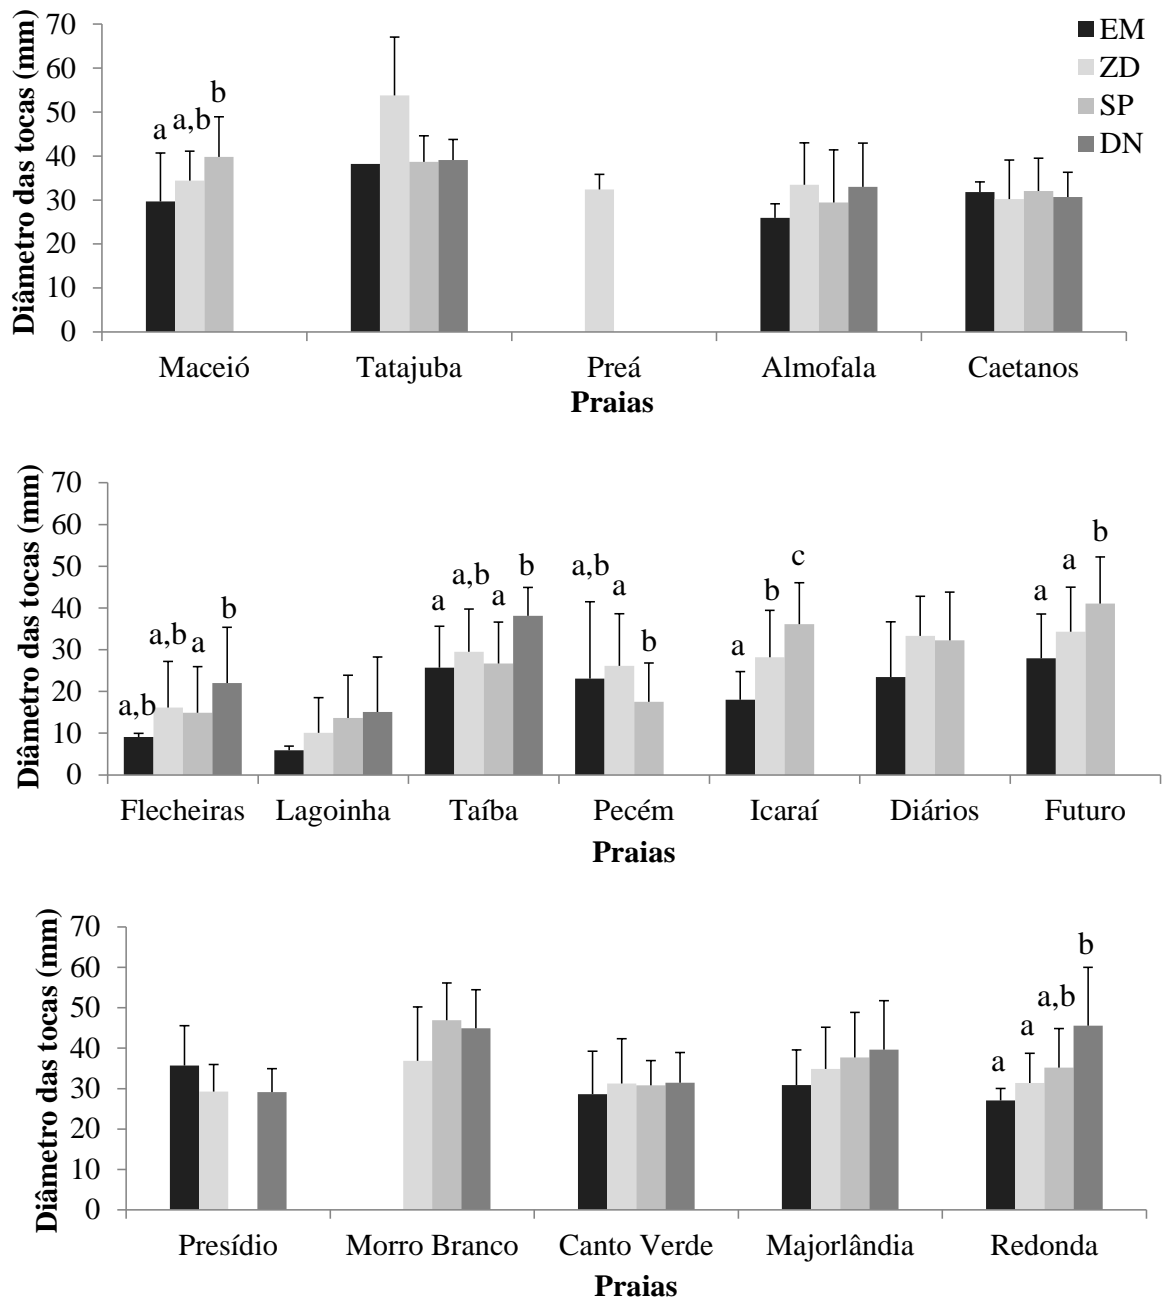 Diâmetro das tocas (mm)
70
60
50
40
30
20
10
0
EM
ZD
SP
DN
a
a,b
b
Maceió
Tatajuba
Preá
Almofala
Caetanos
Praias
Diâmetro das tocas (mm)
70
60
50
40
30
20
10
0
a,b
a,b
a
b
a
a,b
a
b
a,b
a
b
a
b
c
a
a
b
Flecheiras
Lagoinha
Taíba
Pecém
Icaraí
Diários
Futuro
Praias
Diâmetro das tocas (mm)
70
60
50
40
30
20
10
0
a
a
a,b
b
Presídio
Morro Branco
Canto Verde
Majorlândia
Redonda
Praias